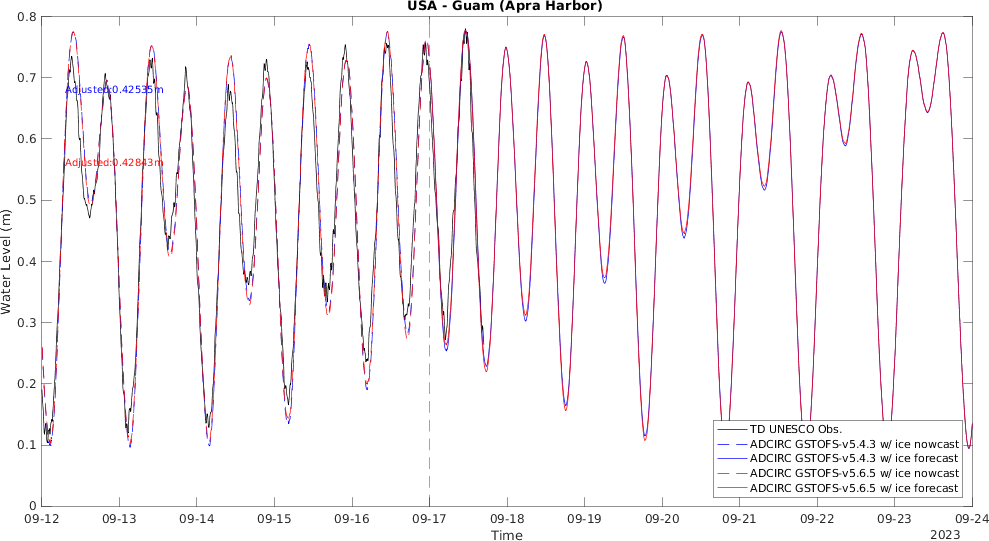 USA - Guam (Apra Harbor)
0.8
0.7
0.6
0.5
0.4
0.3
0.2
0.1
0
Water Level (m)
Adjusted:0.42535m
Adjusted:0.42843m
TD UNESCO Obs.
ADCIRC GSTOFS-v5.4.3 w/ ice nowcast
ADCIRC GSTOFS-v5.4.3 w/ ice forecast
ADCIRC GSTOFS-v5.6.5 w/ ice nowcast
ADCIRC GSTOFS-v5.6.5 w/ ice forecast
09-12 09-13 09-14 09-15 09-16 09-17 09-18 09-19 09-20 09-21 09-22 09-23 09-24
Time
2023